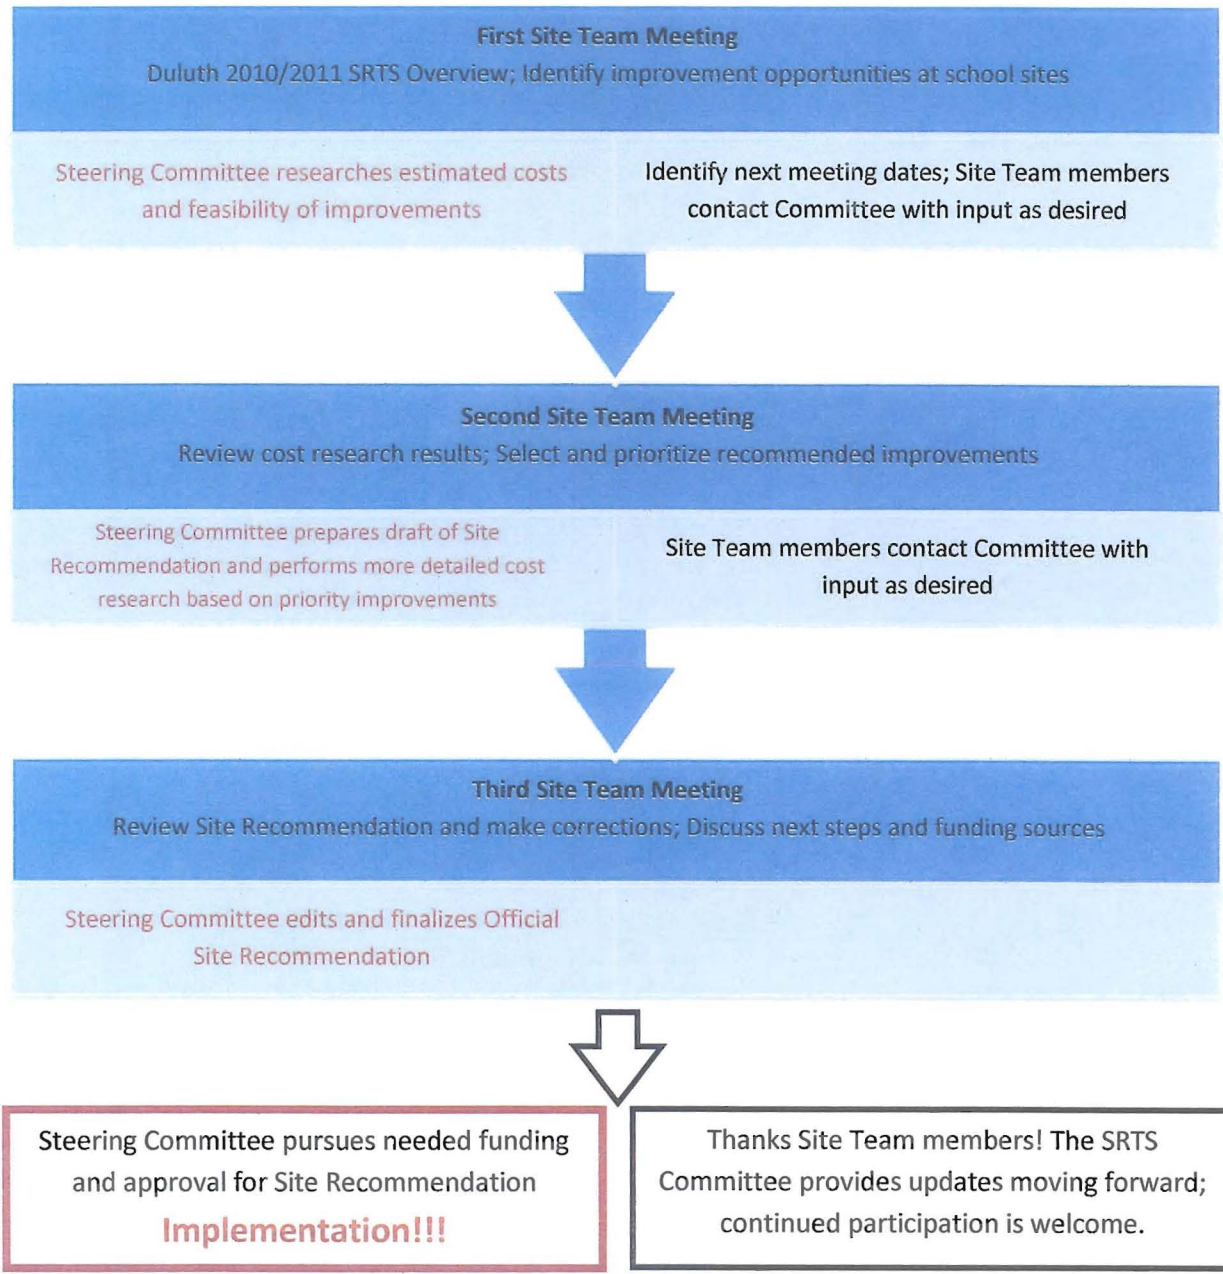 First Site Team Meeting
Duluth 2010/2011 SRTS Overview; Identify improvement opportunities at school sites
Steering Committee researches estimated costs
and feasibility of improvements
Identify next meeting dates; Site Team members
contact Committee with input as desired
Second Site Team Meeting
Review cost research results; Select and prioritize recommended improvements
Steering Committee prepares draft of Site
Recommendation and performs more detailed cost
research based on priority improvements
Site Team members contact Committee with
input as desired
Third Site Team Meeting
Review Site Recommendation and make corrections; Discuss next steps and funding sources
Steering Committee edits and finalizes Official
Site Recommendation
Steering Committee pursues needed funding
and approval for Site Recommendation
Implementation!!!
Thanks Site Team members! The SRTS
Committee provides updates moving forward;
continued participation is welcome.